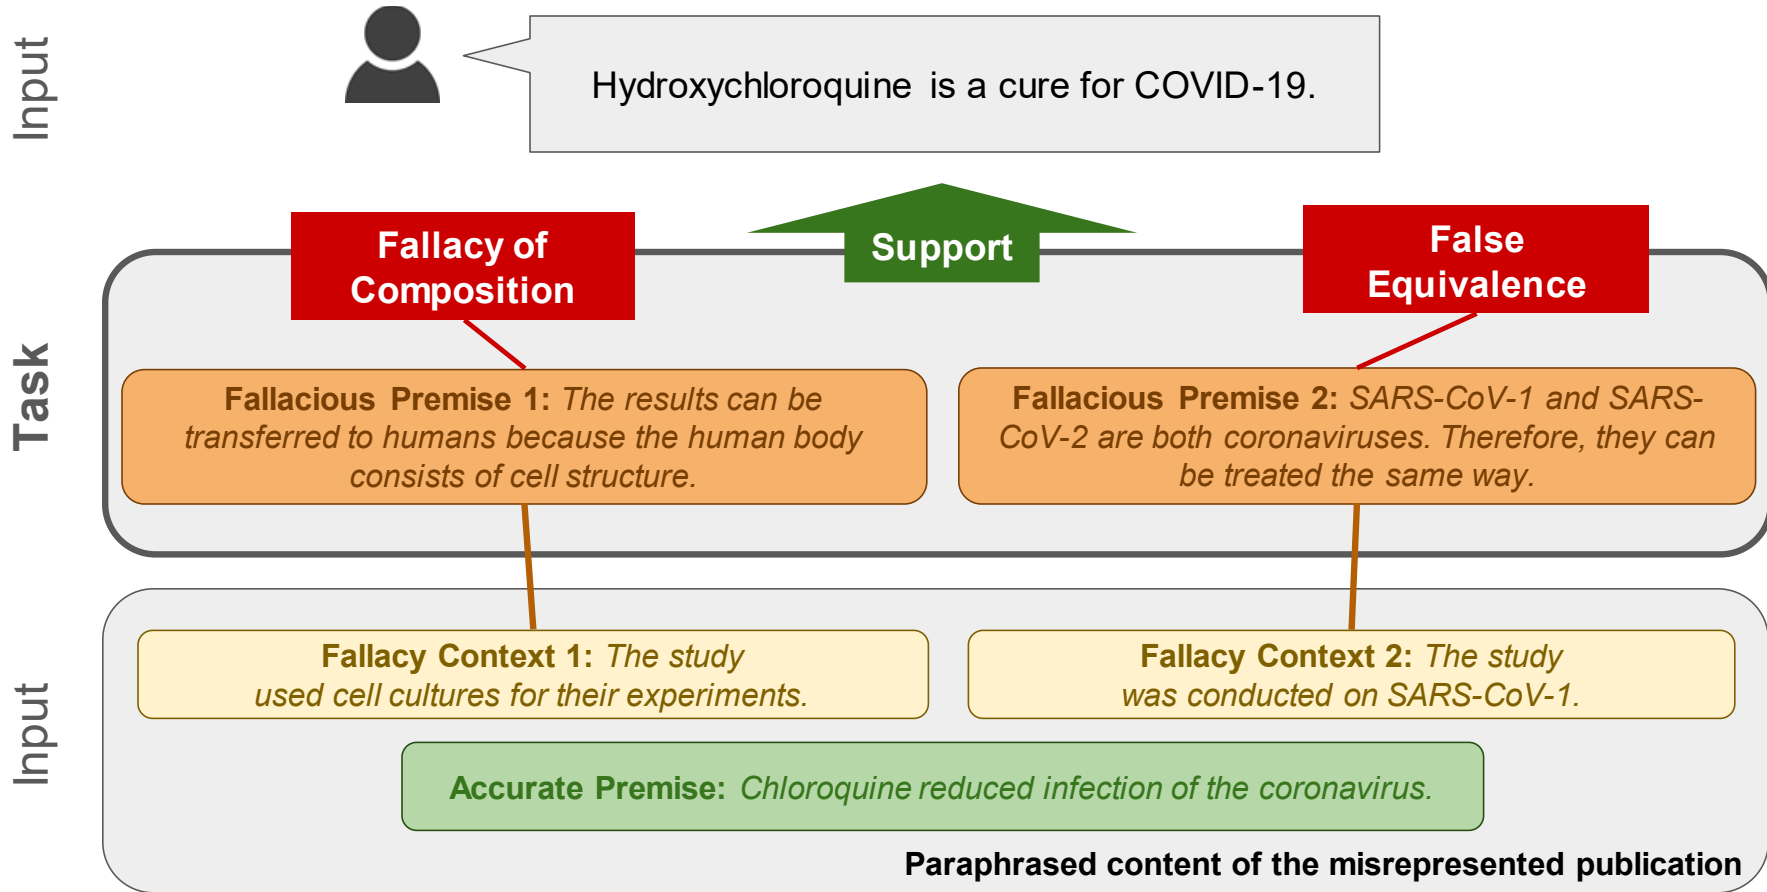 Input
Hydroxychloroquine is a cure for COVID-19.
Task
Fallacy of
Composition
Support
False
Equivalence
Fallacious Premise 1: The results can be
transferred to humans because the human body
consists of cell structure.
Fallacious Premise 2: SARS-CoV-1 and SARS-
CoV-2 are both coronaviruses. Therefore, they can
be treated the same way.
Input
Fallacy Context 1: The study
used cell cultures for their experiments.
Fallacy Context 2: The study
was conducted on SARS-CoV-1.
Accurate Premise: Chloroquine reduced infection of the coronavirus.
Paraphrased content of the misrepresented publication